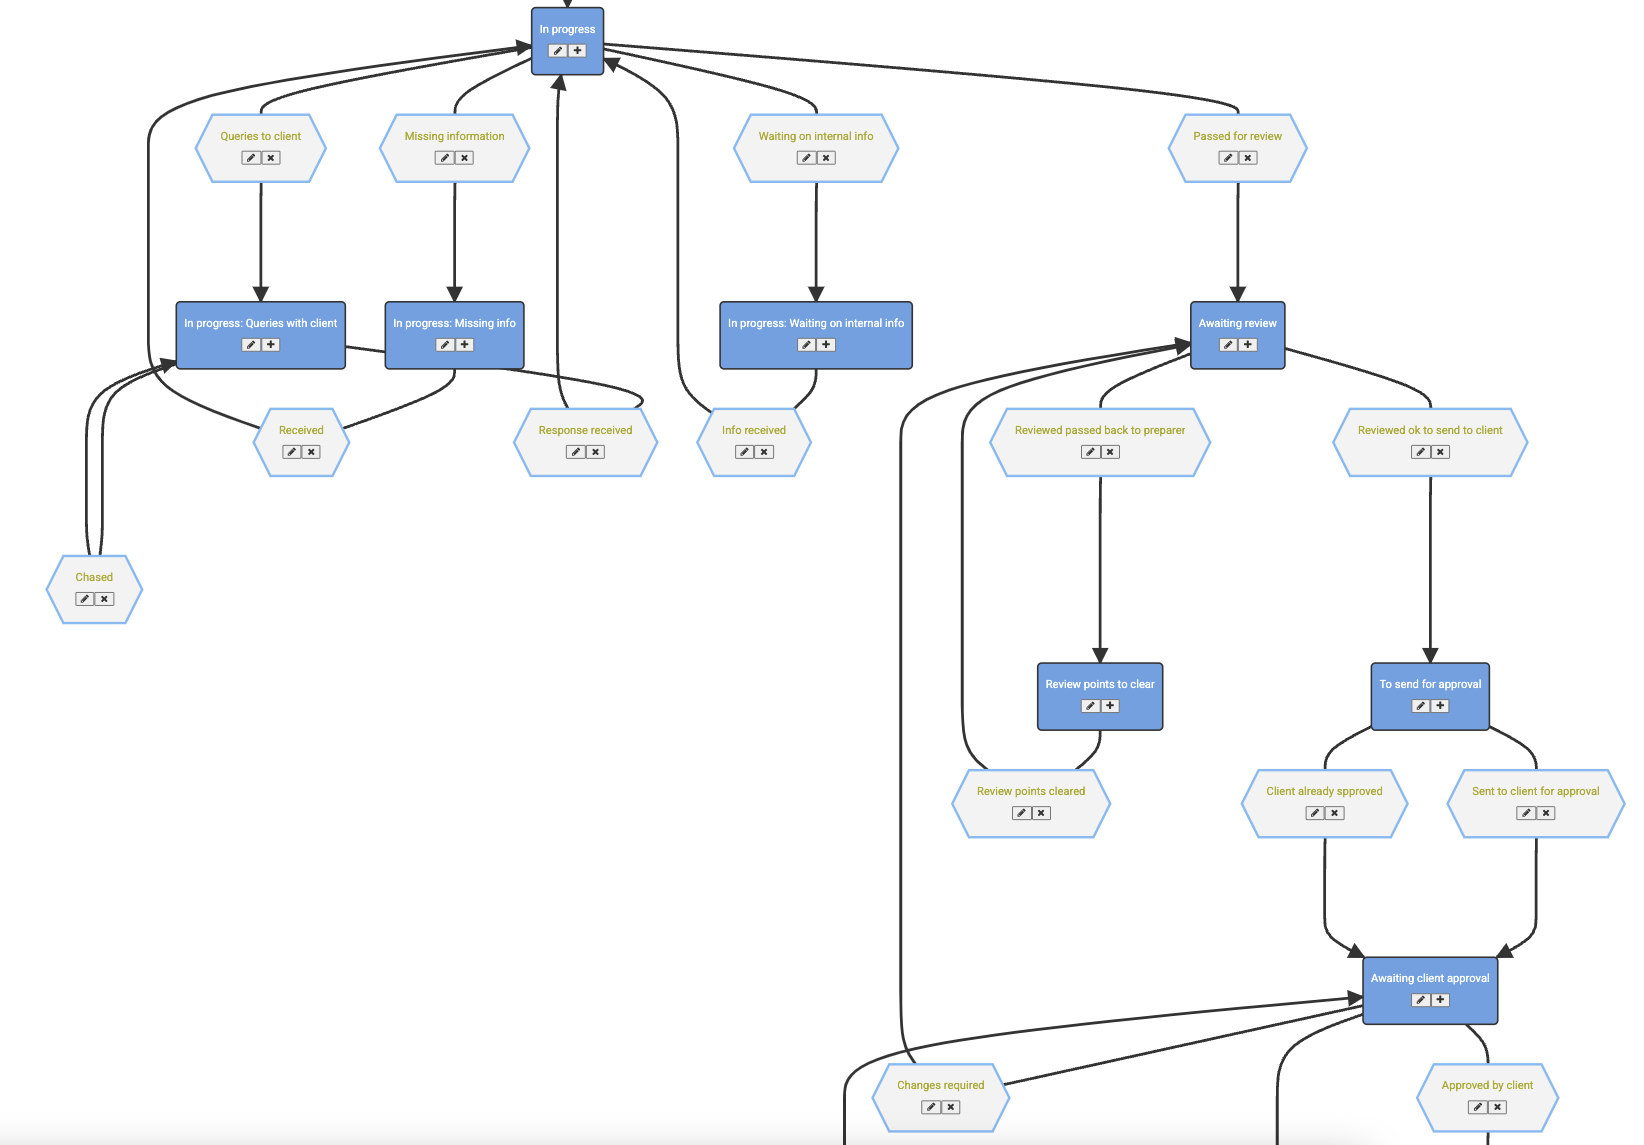 In progress
Queries to client
Missing information
Waiting on internal info
Passed for review
In progress: Queries with client
In progress: Missing info
In progress: Waiting on internal info
Awaiting review
Received
Response received
Info received
Reviewed passed back to preparer
Reviewed ok to send to client
Chased
Review points to clear
To send for approval
Review points cleared
Client already spproved
Sent to client for approval
Awaiting client approval
Changes required
Approved by client